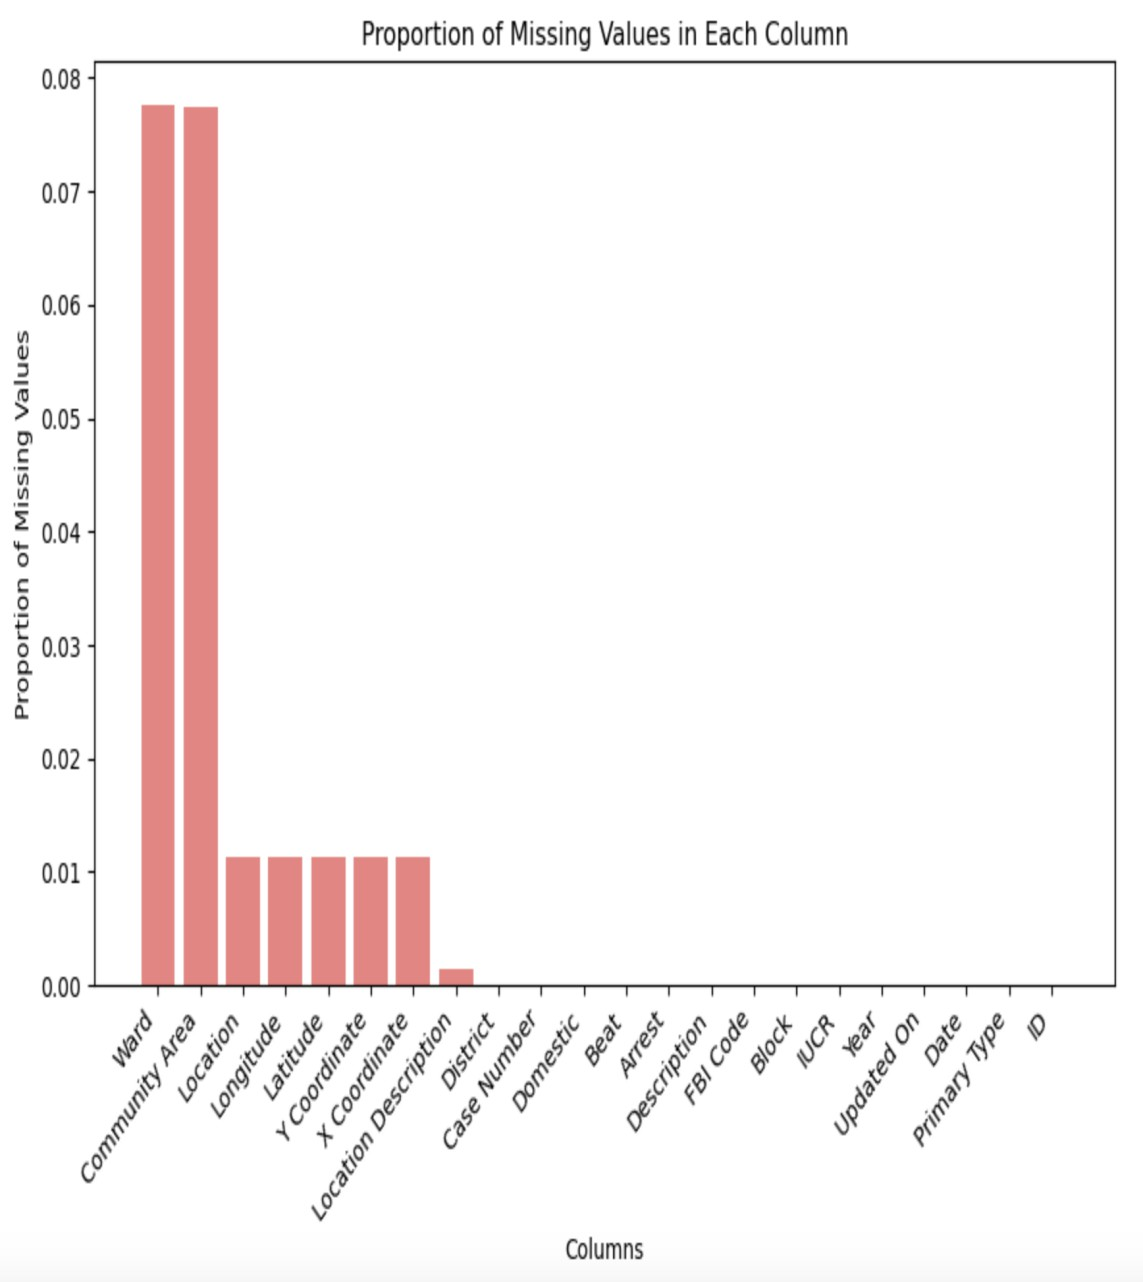 Proportion of Missing Values in Each Column
Proportion of Missing Values
0.08
0.07
0.06
0.05
0.04
0.03
0.02
0.01
0.00
Ward
Community Area
Location
Longitude
Latitude
Y Coordinate
X Coordinate
Location Description
District
Case Number
Domestic
Beat
Arrest
Description
FBI Code
Block
IUCR
Year
Updated On
Date
Primary Type
ID
Columns